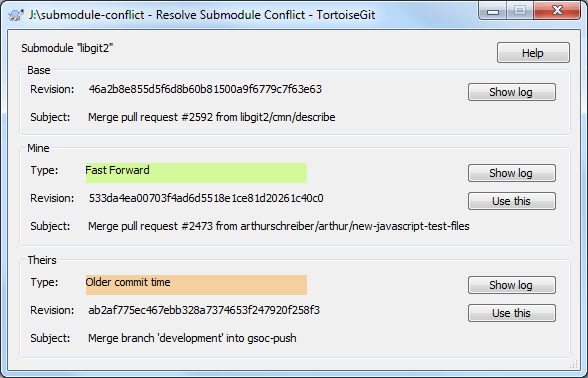 J:\submodule-conflict - Resolve Submodule Conflict - TortoiseGit
Submodule "libgit2"
Help
Base
Revision: 46a2b8e855d5f6d8b60b81500a9f6779c7f63e63
Show log
Subject: Merge pull request #2592 from libgit2/cmn/describe
Mine
Type: Fast Forward
Show log
Revision: 533da4ea00703f4ad6d5518e1ce81d20261c40c0
Use this
Subject: Merge pull request #2473 from arthurschreiber/arthur/new-javascript-test-files
Theirs
Type: Older commit time
Show log
Revision: ab2af775ec467ebb328a7374653f247920f258f3
Use this
Subject: Merge branch 'development' into gsoc-push